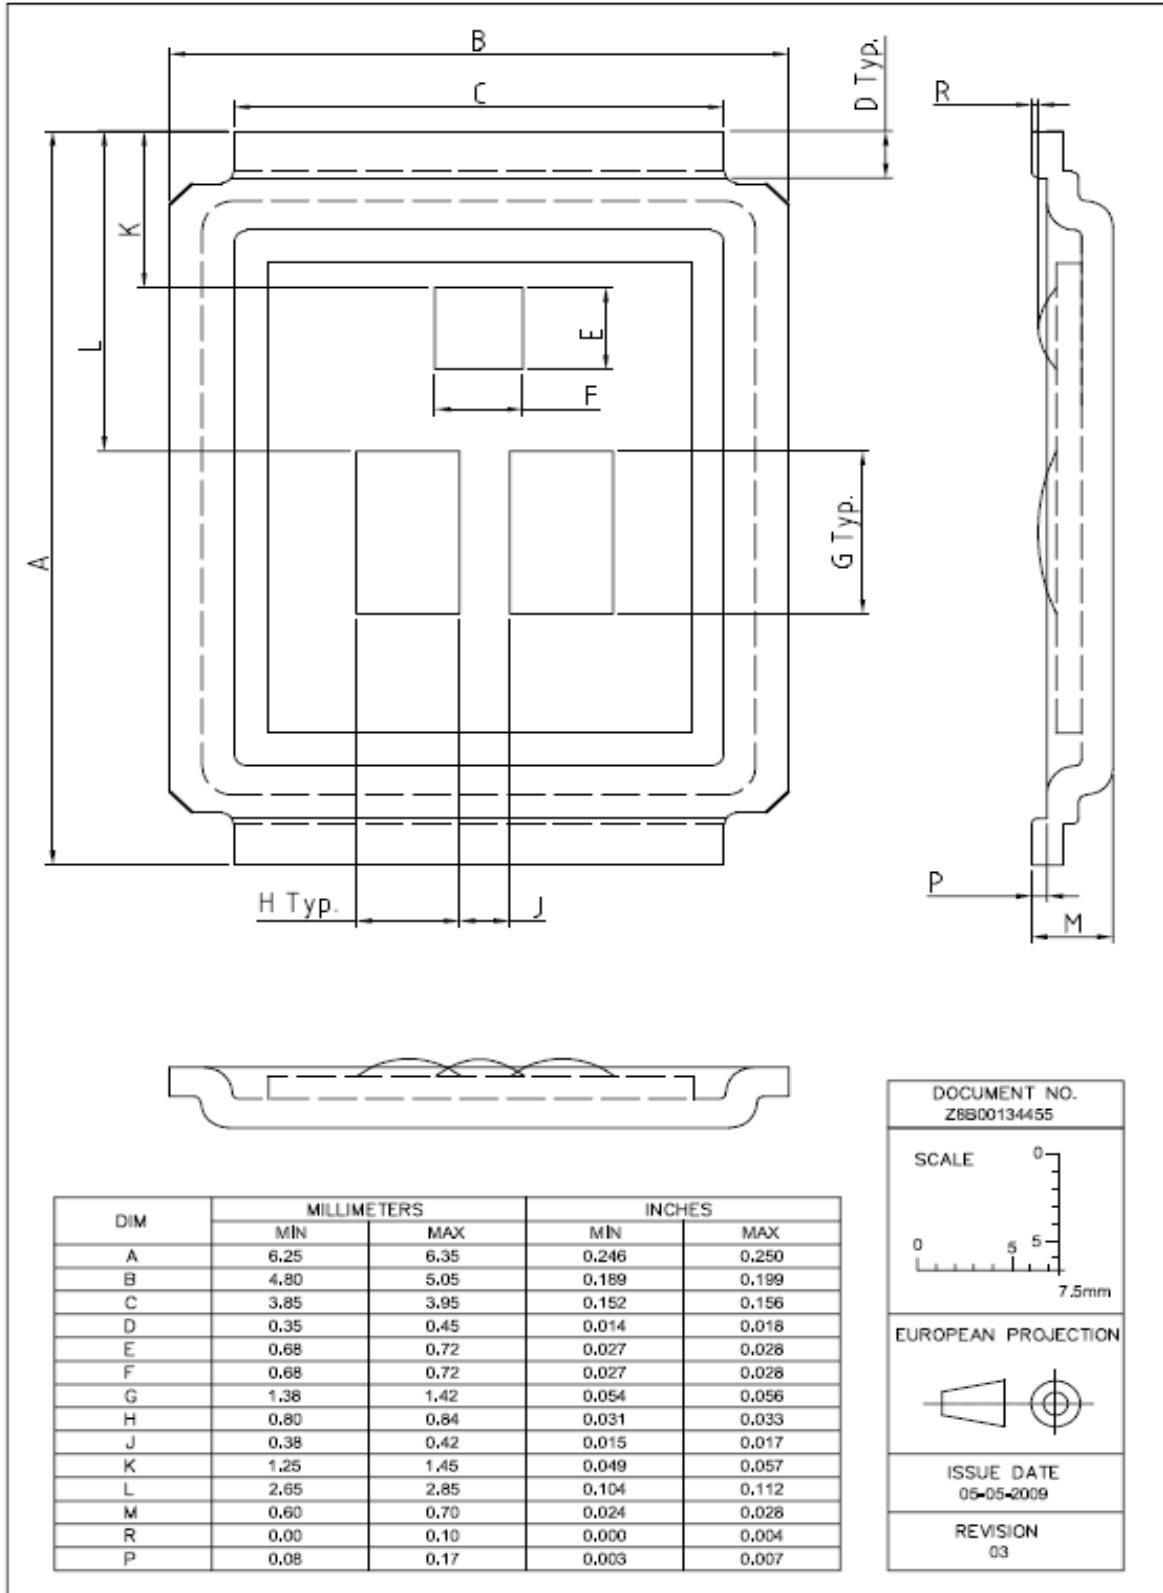 B
C
D Typ.
R
K
L
E
F
A
G Typ.
H Typ.
J
P
M
DOCUMENT NO.
Z8B00134455
SCALE
0
0
5
5
7.5mm
EUROPEAN PROJECTION
ISSUE DATE
05-05-2009
REVISION
03
DIM MILLIMETERS INCHES
MIN MAX MIN MAX
A 6.25 6.35 0.246 0.250
B 4.80 5.05 0.189 0.199
C 3.85 3.95 0.152 0.156
D 0.35 0.45 0.014 0.018
E 0.68 0.72 0.027 0.028
F 0.68 0.72 0.027 0.028
G 1.38 1.42 0.054 0.056
H 0.80 0.84 0.031 0.033
J 0.38 0.42 0.015 0.017
K 1.25 1.45 0.049 0.057
L 2.65 2.85 0.104 0.112
M 0.60 0.70 0.024 0.028
R 0.00 0.10 0.000 0.004
P 0.08 0.17 0.003 0.007